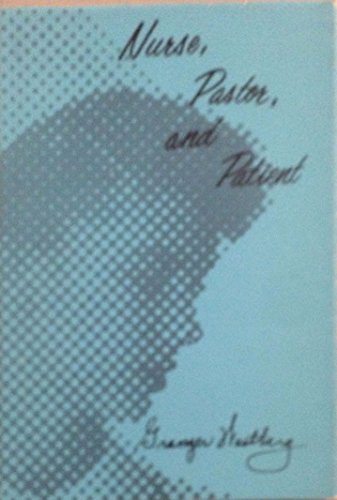 Nurse,
Pastor,
and
Patient
Granger Westberg